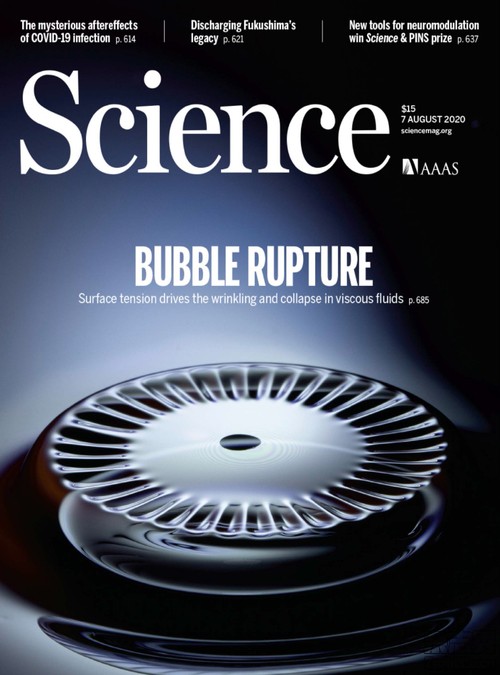 The mysterious aftereffects
of COVID-19 infection p. 614
Discharging Fukushima's
legacy p. 621
New tools for neuromodulation
win Science & PINS prize p. 637
Science
$15
7 AUGUST 2020
sciencemag.org
AAAS
BUBBLE RUPTURE
Surface tension drives the wrinkling and collapse in viscous fluids p. 685